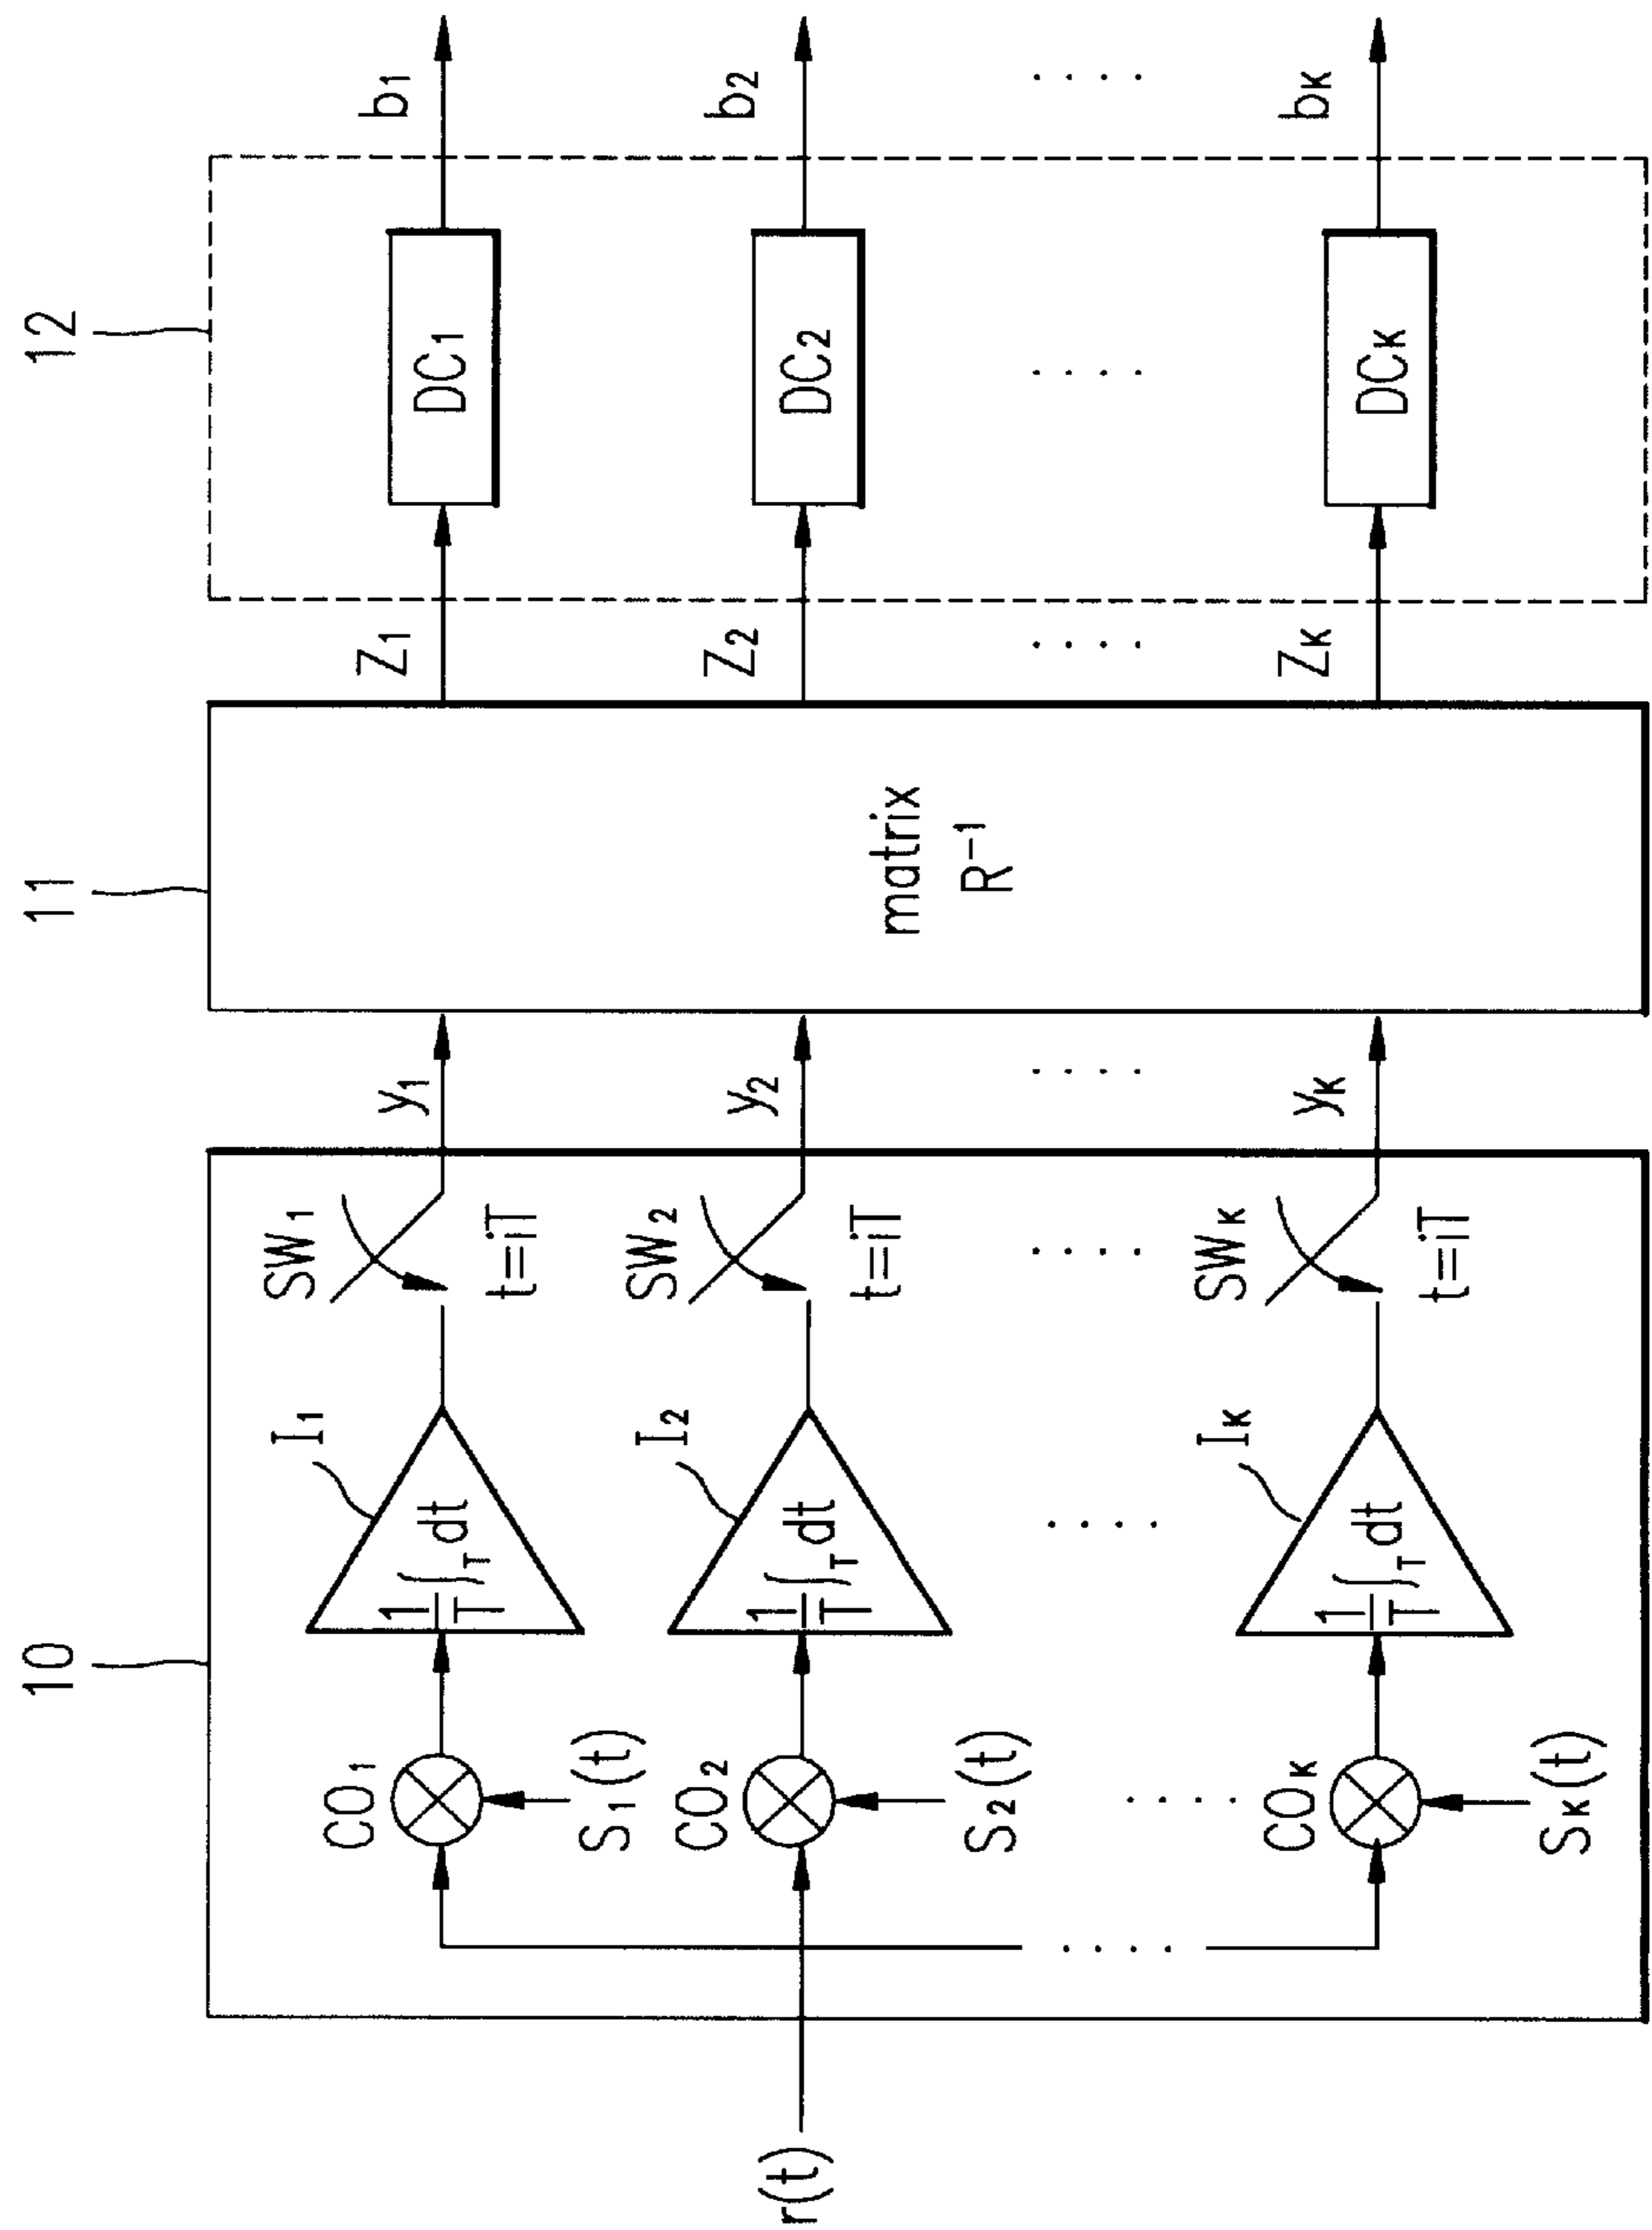 10
11
12
r(t)
CO₁
S₁(t)
I₁
1/T ∫T dt
SW₁
t=iT
y₁
Z₁
DC₁
b₁
CO₂
S₂(t)
I₂
1/T ∫T dt
SW₂
t=iT
y₂
matrix
R⁻¹
Z₂
DC₂
b₂
. . . .
. . . .
. . . .
. . . .
. . . .
. . . .
. . . .
. . . .
COK
SK(t)
IK
1/T ∫T dt
SWK
t=iT
yK
ZK
DCK
bK